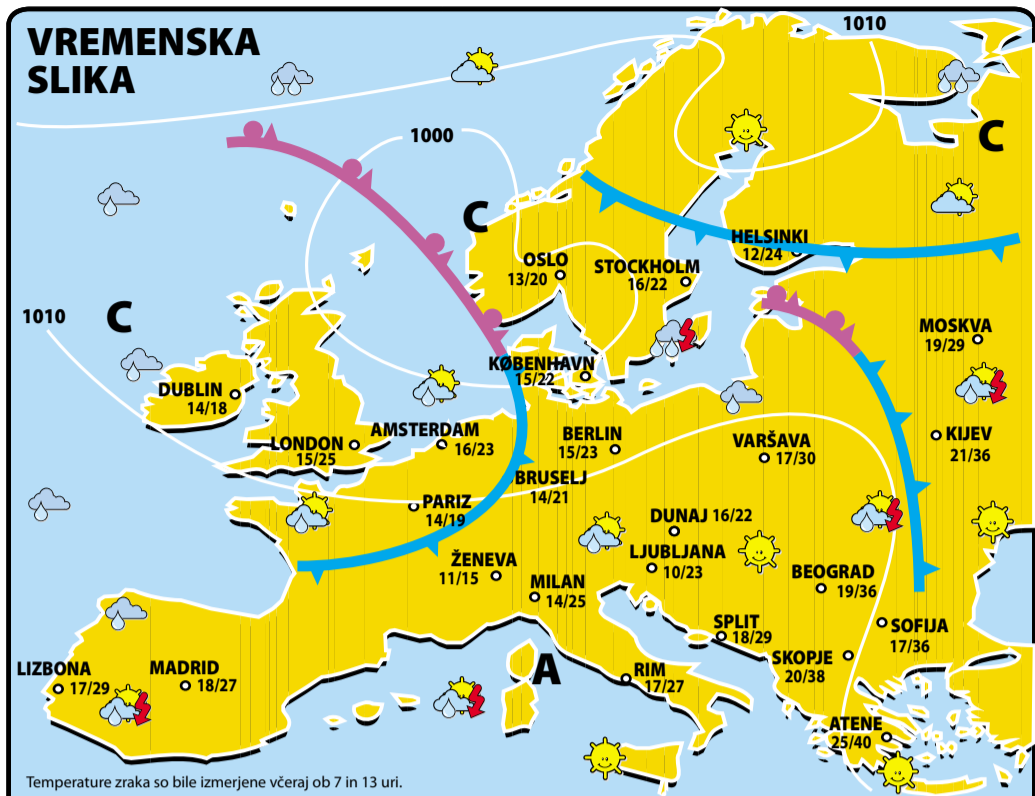 VREMENSKA
SLIKA
1010
1000
C
C
HELSINKI
12/24
OSLO
13/20
STOCKHOLM
16/22
1010
C
MOSKVA
19/29
KØBENHAVN
15/22
DUBLIN
14/18
AMSTERDAM
16/23
LONDON
15/25
BERLIN
15/23
VARŠAVA
17/30
KIJEV
21/36
BRUSELJ
14/21
PARIZ
14/19
DUNAJ 16/22
LJUBLJANA
10/23
ŽENEVA
11/15
MILAN
14/25
BEOGRAD
19/36
SPLIT
18/29
SOFIJA
17/36
SKOPJE
20/38
LIZBONA
17/29
MADRID
18/27
A
RIM
17/27
ATENE
25/40
Temperature zraka so bile izmerjene včeraj ob 7 in 13 uri.